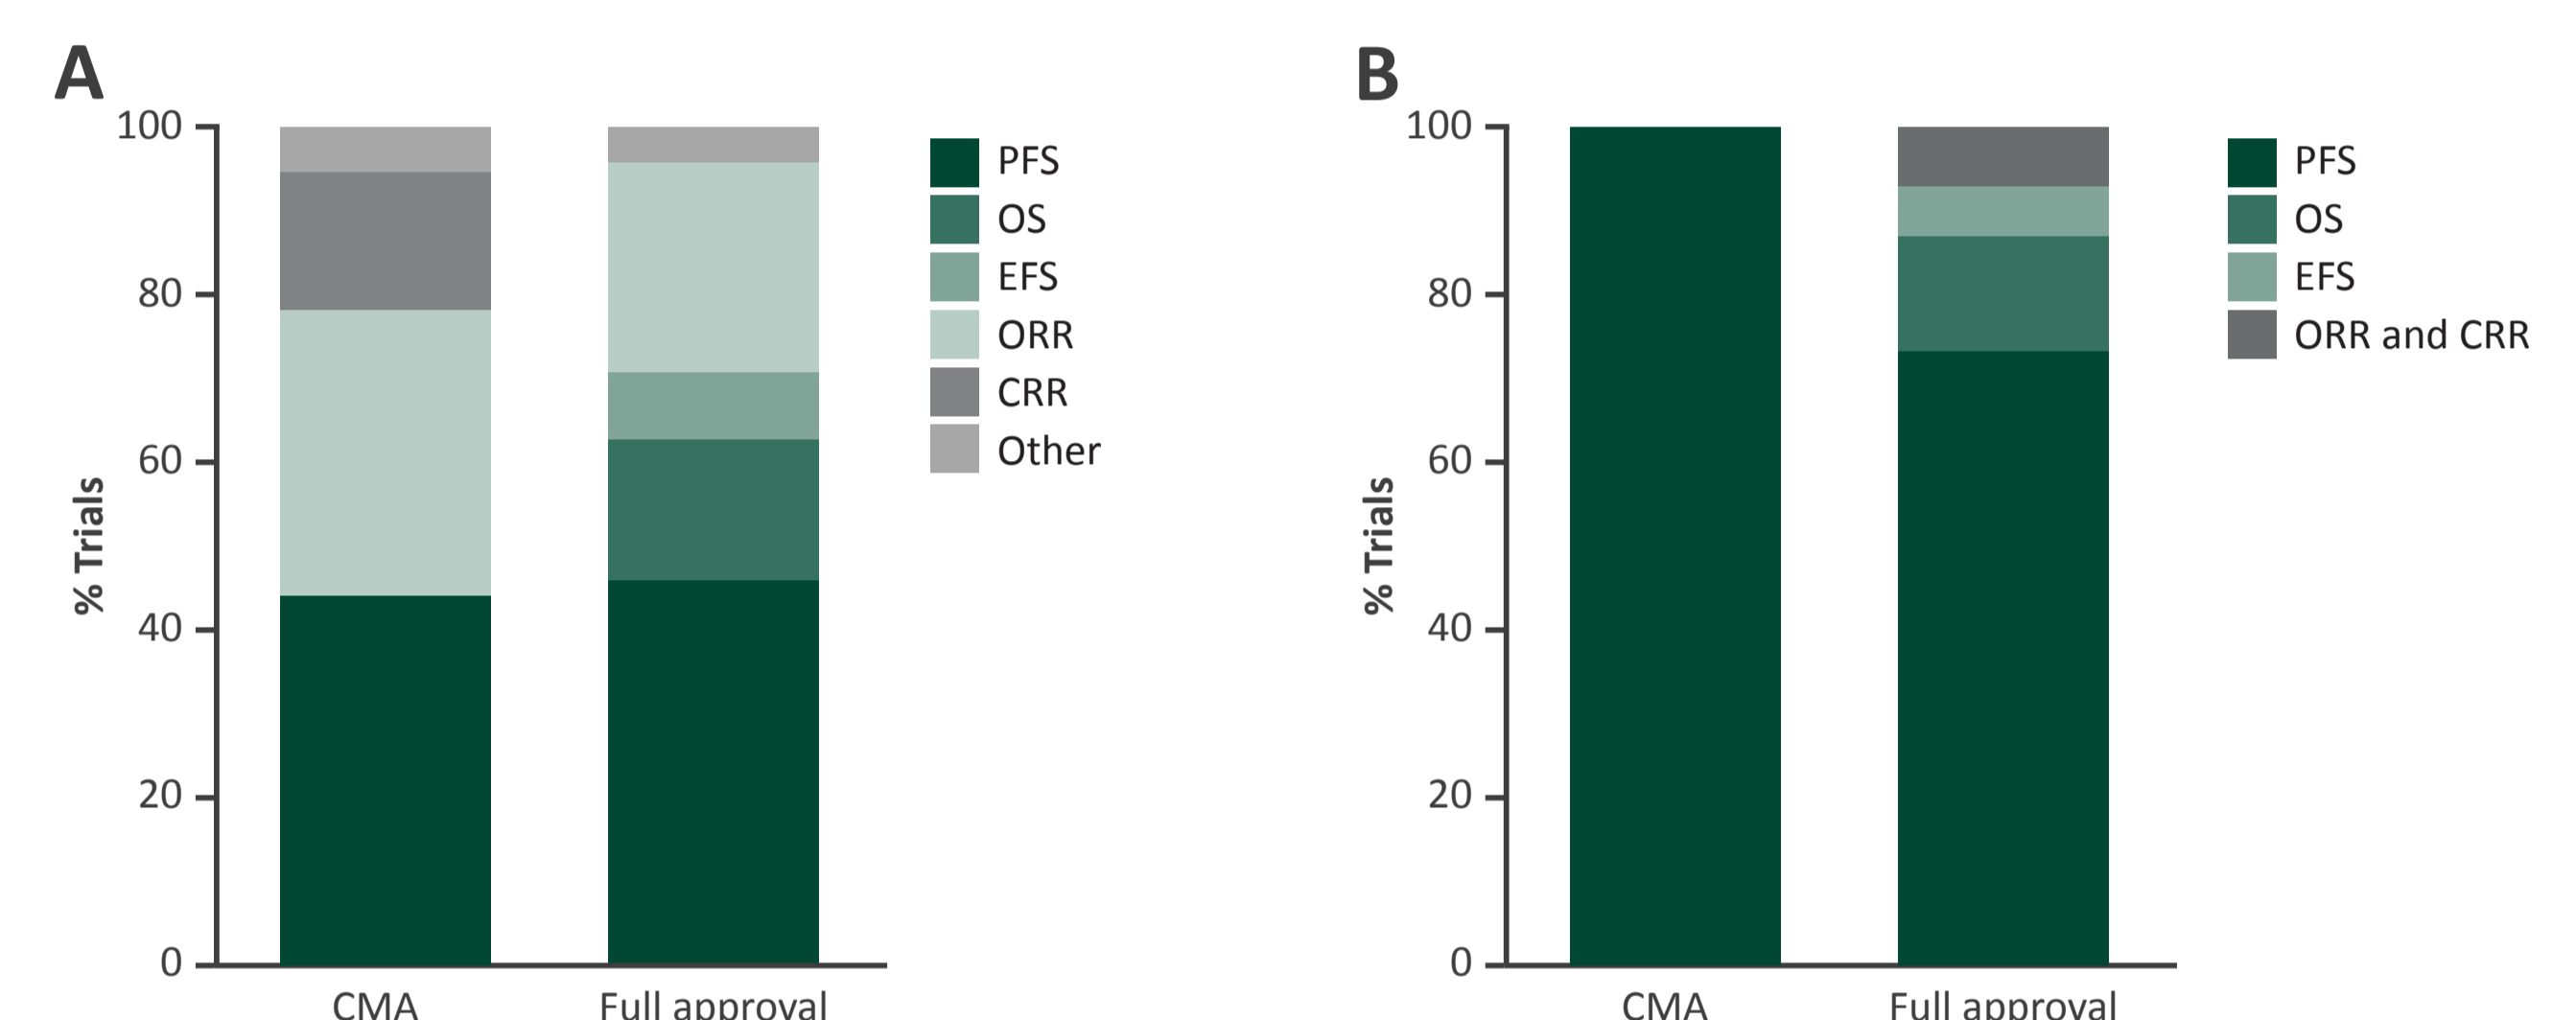 A
100
80
60
40
20
0
% Trials
CMA
Full approval
PFS
OS
EFS
ORR
CRR
Other
B
100
80
60
40
20
0
% Trials
CMA
Full approval
PFS
OS
EFS
ORR and CRR